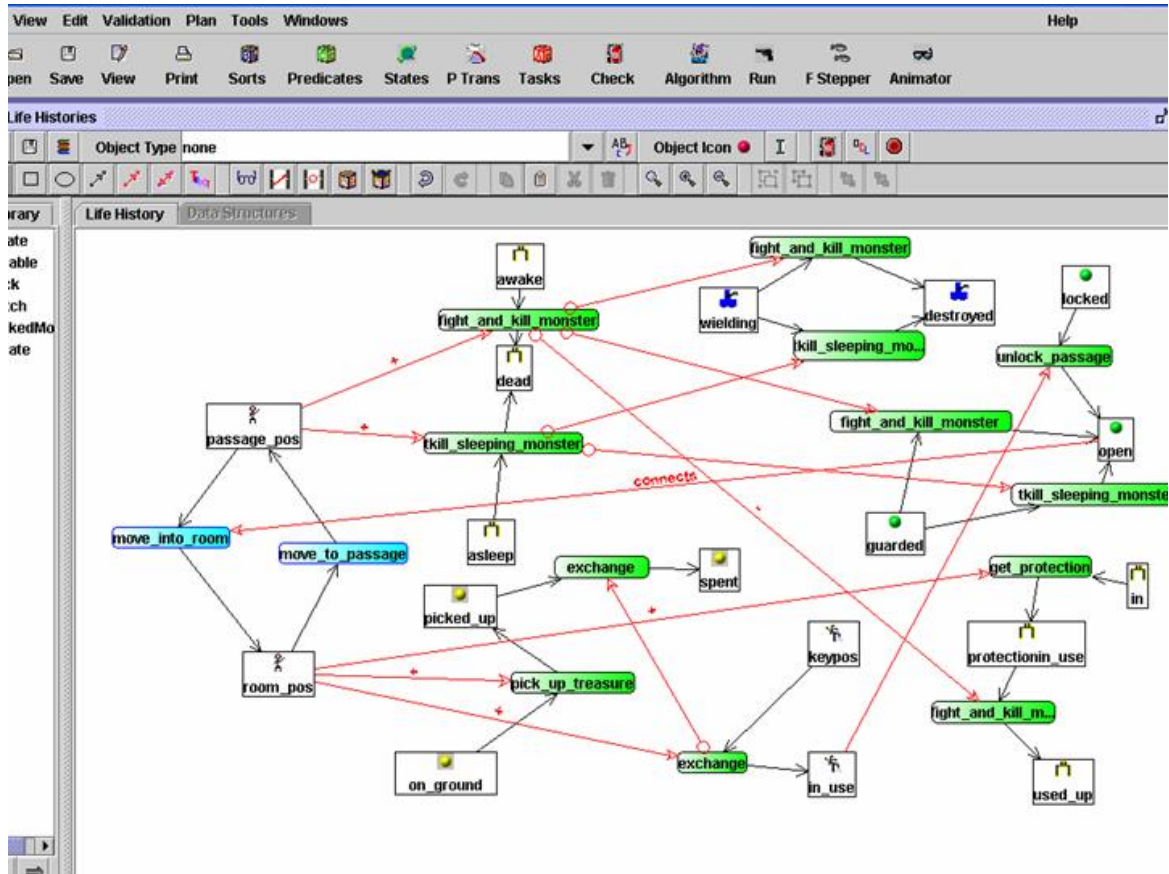 View Edit Validation Plan Tools Windows Help
pen Save View Print Sorts Predicates States P Trans Tasks Check Algorithm Run F Stepper Animator
Life Histories
Object Type none Object Icon
rary Life History Data Structures
ate
able
ck
tch
kedMo
ate
fight_and_kill_monster
awake
locked
wielding
destroyed
fight_and_kill_monster
tkill_sleeping_mo...
unlock_passage
+
dead
passage_pos
+
fight_and_kill_monster
tkill_sleeping_monster
open
connects
tkill_sleeping_monste
move_into_room
move_to_passage
asleep
guarded
exchange
spent
get_protection
in
picked_up
+
keypos
protectionin_use
room_pos
+
pick_up_treasure
+
fight_and_kill_m...
exchange
on_ground
in_use
used_up